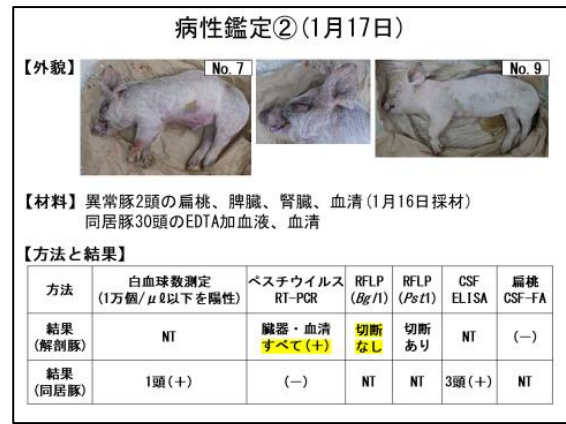 病性鑑定②(1月17日)
【外貌】
No. 7
No. 9
【材料】異常豚2頭の扁桃、脾臓、腎臓、血清(1月16日採材)
同居豚30頭のEDTA加血液、血清
【方法と結果】
方法 白血球数測定 (1万個/μℓ以下を陽性) ペスチウイルス RT-PCR RFLP (Bgl1) RFLP (Pst1) CSF ELISA 扁桃 CSF-FA
結果 (解剖豚) NT 臓器・血清 すべて(+) 切断 なし 切断 あり NT (-)
結果 (同居豚) 1頭(+) (-) NT NT 3頭(+) NT